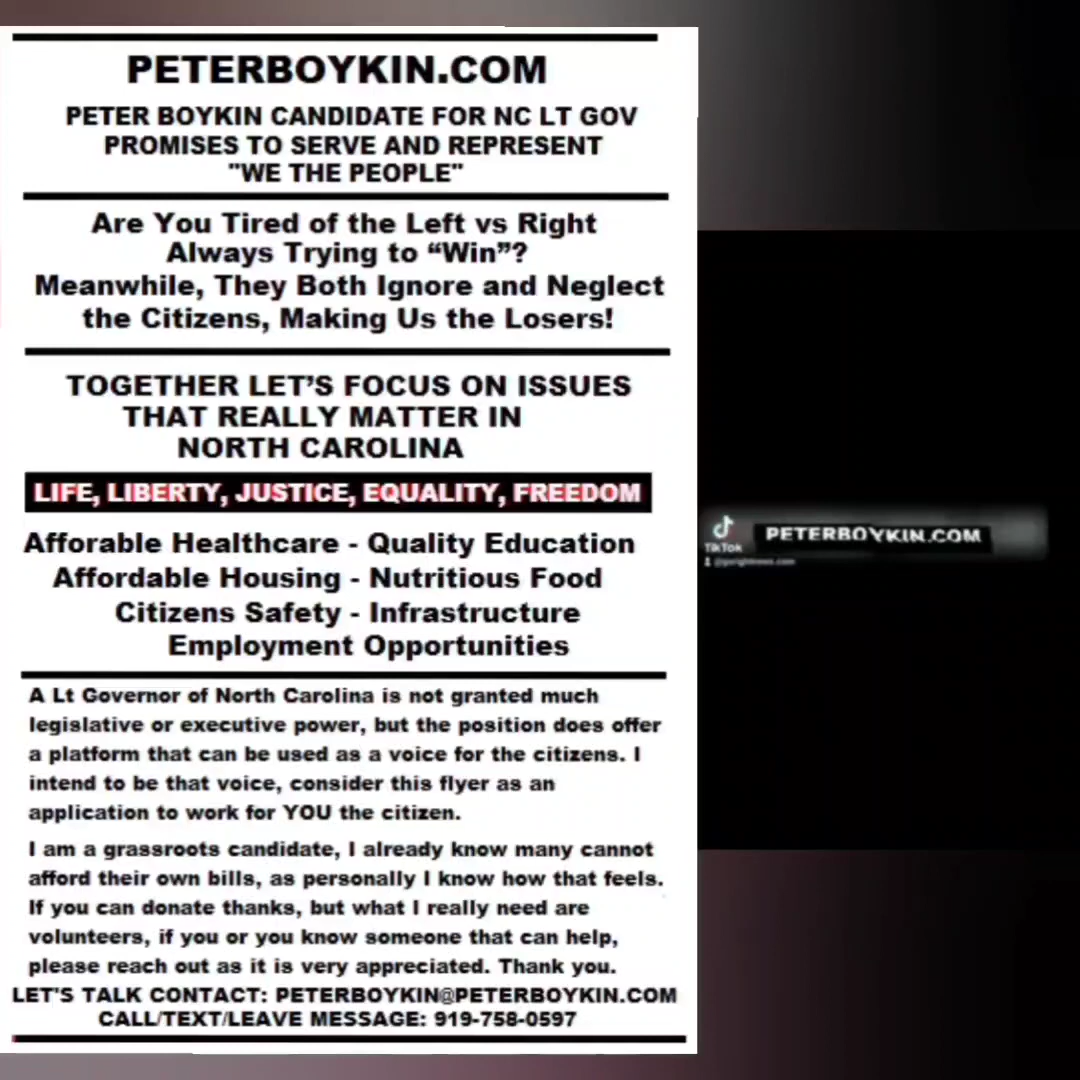 PETERBOYKIN.COM
PETER BOYKIN CANDIDATE FOR NC LT GOV
PROMISES TO SERVE AND REPRESENT
"WE THE PEOPLE"
Are You Tired of the Left vs Right
Always Trying to “Win”?
Meanwhile, They Both Ignore and Neglect
the Citizens, Making Us the Losers!
TOGETHER LET’S FOCUS ON ISSUES
THAT REALLY MATTER IN
NORTH CAROLINA
LIFE, LIBERTY, JUSTICE, EQUALITY, FREEDOM
Afforable Healthcare - Quality Education
Affordable Housing - Nutritious Food
Citizens Safety - Infrastructure
Employment Opportunities
A Lt Governor of North Carolina is not granted much
legislative or executive power, but the position does offer
a platform that can be used as a voice for the citizens. I
intend to be that voice, consider this flyer as an
application to work for YOU the citizen.
I am a grassroots candidate, I already know many cannot
afford their own bills, as personally I know how that feels.
If you can donate thanks, but what I really need are
volunteers, if you or you know someone that can help,
please reach out as it is very appreciated. Thank you.
LET'S TALK CONTACT: PETERBOYKIN@PETERBOYKIN.COM
CALL/TEXT/LEAVE MESSAGE: 919-758-0597
PETERBOYKIN.COM
TikTok